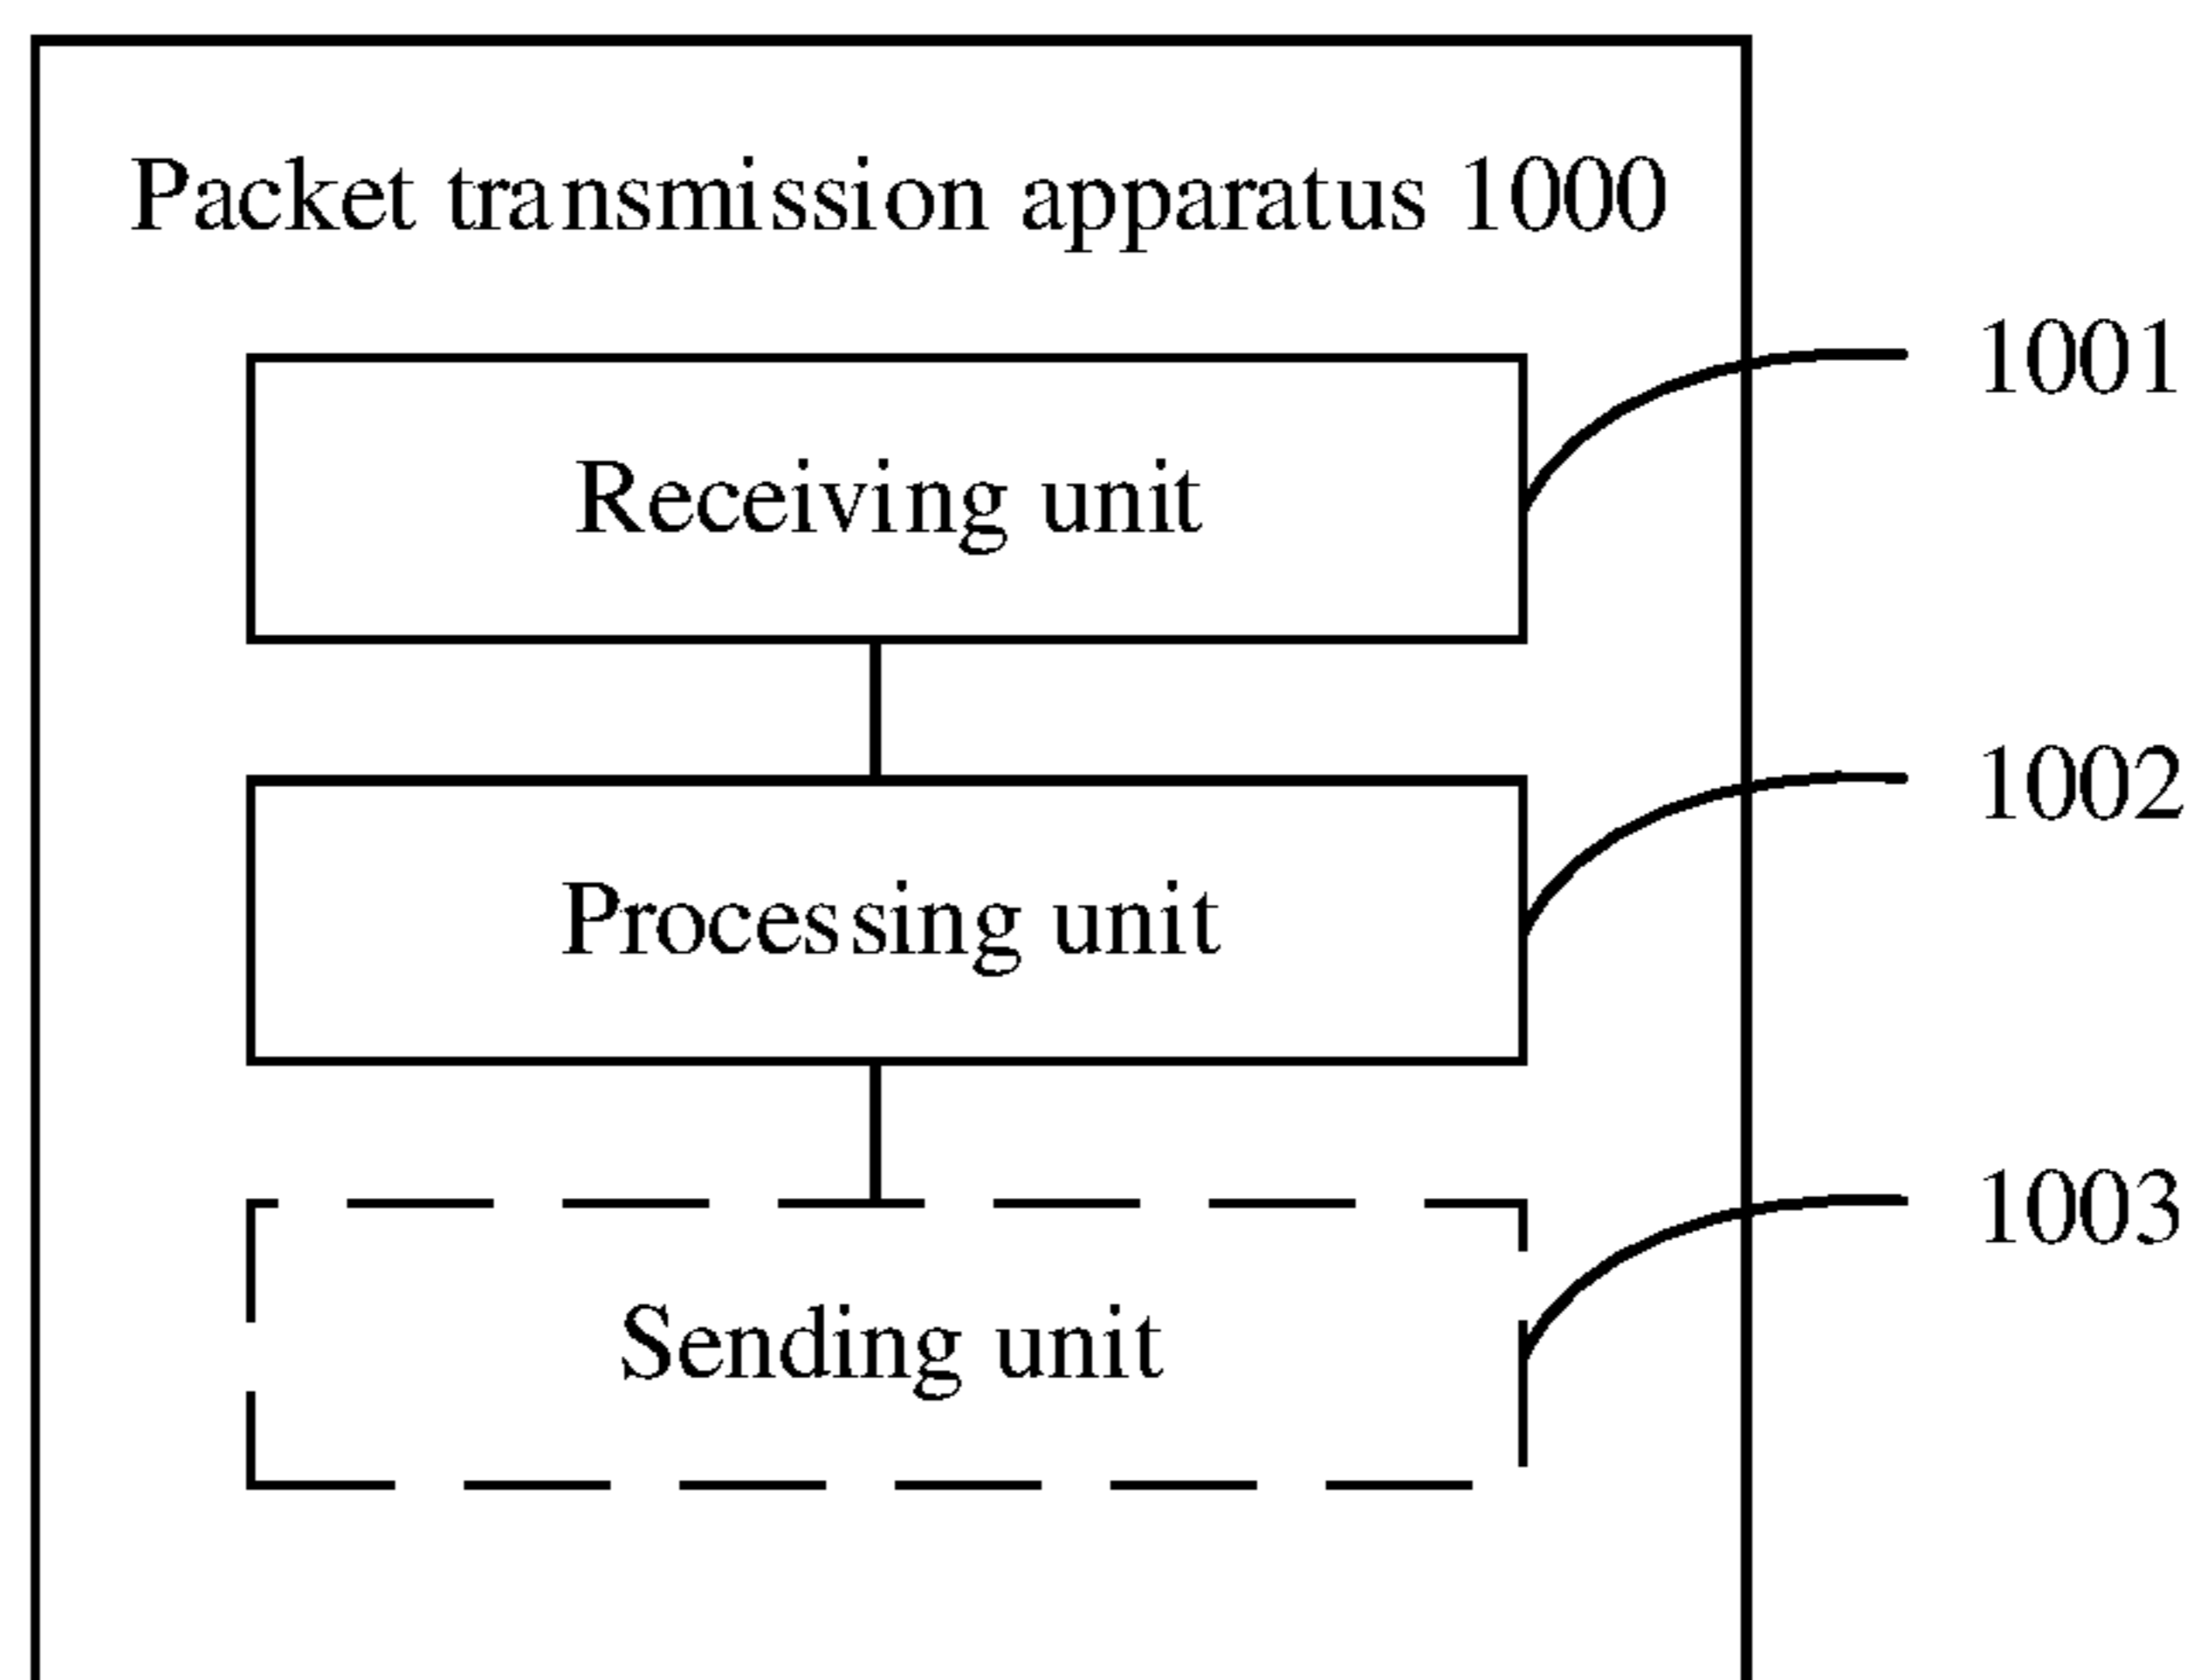 Packet transmission apparatus 1000
1001
Receiving unit
1002
Processing unit
1003
Sending unit